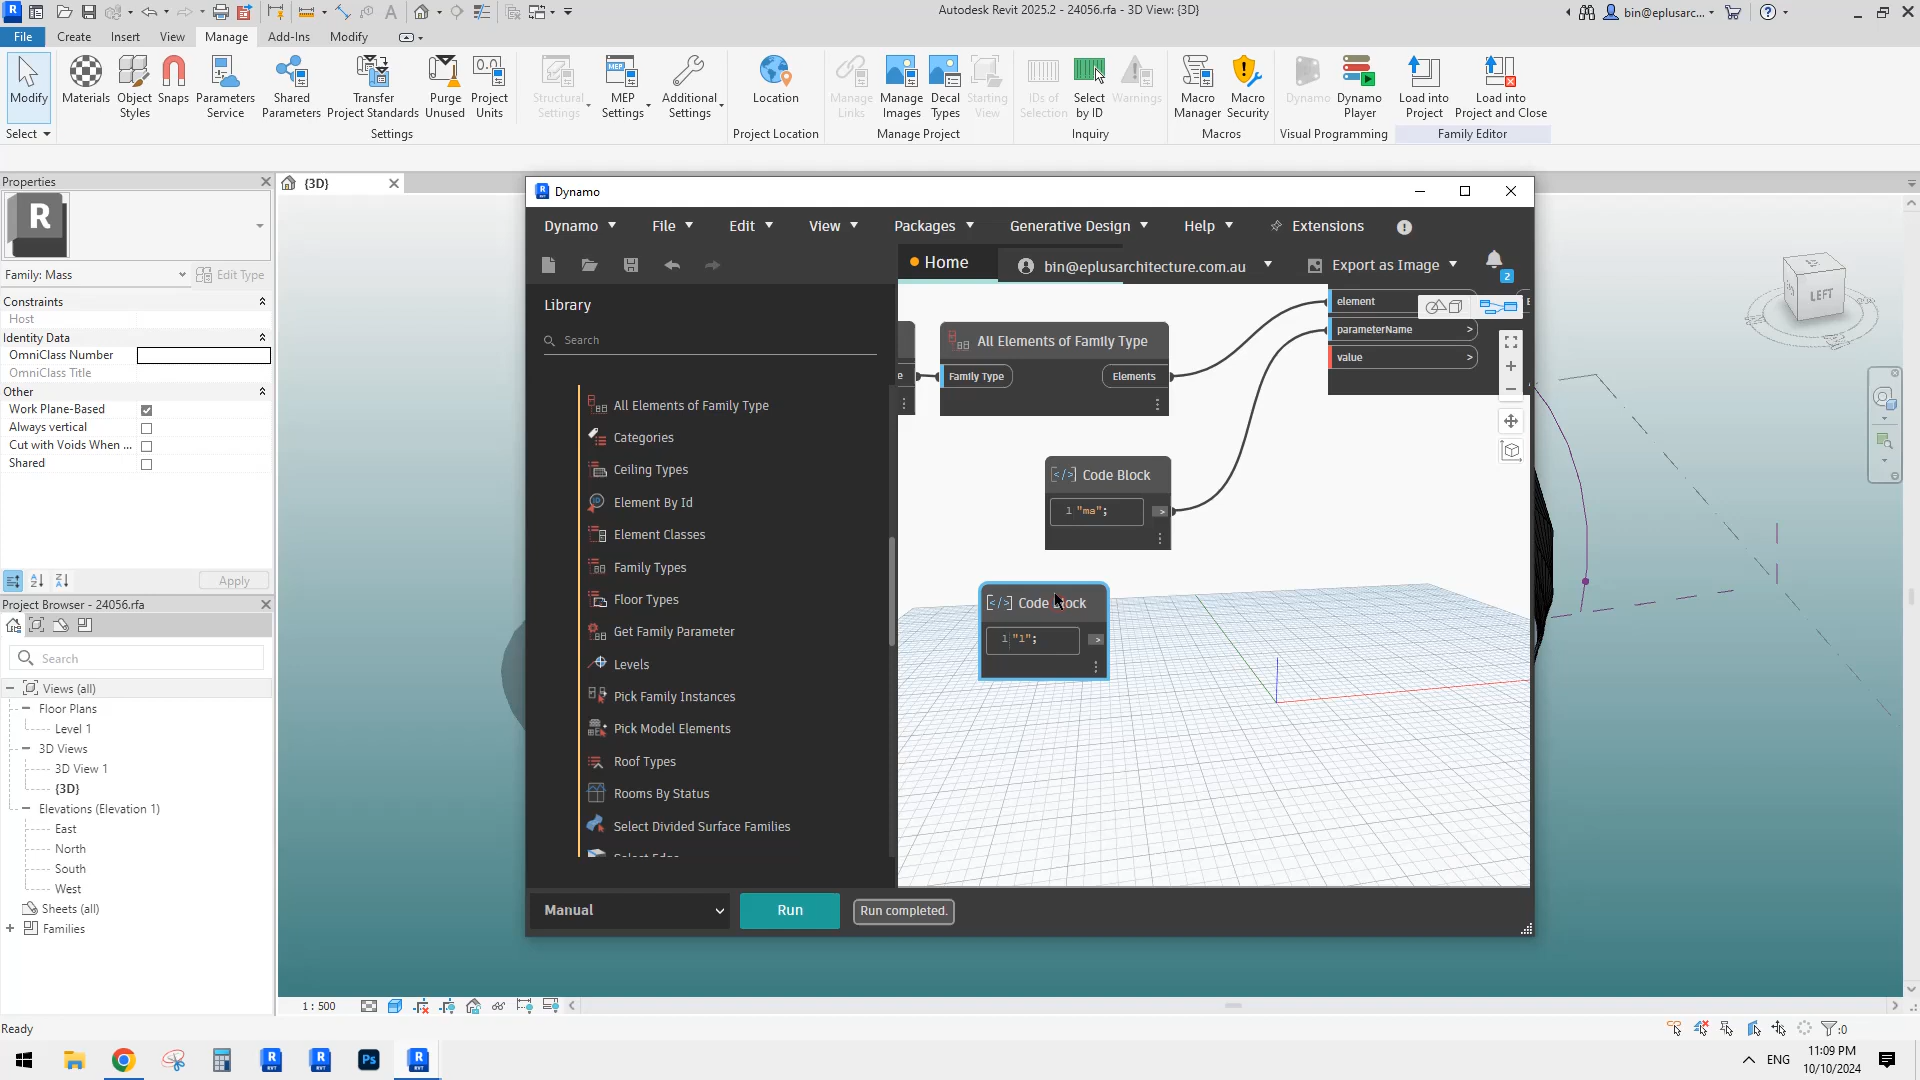 Autodesk Revit 2025.2 - 24056.rfa - 3D View: {3D}
bin@eplusarc...
File
Create
Insert
View
Manage
Add-Ins
Modify
Modify
Materials
Object Styles
Snaps
Parameters Service
Shared Parameters
Transfer Project Standards
Purge Unused
Project Units
Structural Settings
MEP Settings
Additional Settings
Location
Manage Links
Manage Images
Decal Types
Starting View
IDs of Selection
Select by ID
Warnings
Macro Manager
Macro Security
Dynamo
Dynamo Player
Load into Project
Load into Project and Close
Select
Settings
Project Location
Manage Project
Inquiry
Macros
Visual Programming
Family Editor
Properties
{3D}
R
Family: Mass
Edit Type
Constraints
Host
Identity Data
OmniClass Number
OmniClass Title
Other
Work Plane-Based
Always vertical
Cut with Voids When ...
Shared
Apply
Project Browser - 24056.rfa
Search
Views (all)
Floor Plans
Level 1
3D Views
3D View 1
{3D}
Elevations (Elevation 1)
East
North
South
West
Sheets (all)
Families
Dynamo
Dynamo
File
Edit
View
Packages
Generative Design
Help
Extensions
Home
bin@eplusarchitecture.com.au
Export as Image
2
Library
Search
All Elements of Family Type
Categories
Ceiling Types
Element By Id
Element Classes
Family Types
Floor Types
Get Family Parameter
Levels
Pick Family Instances
Pick Model Elements
Roof Types
Rooms By Status
Select Divided Surface Families
Select Edge
e
All Elements of Family Type
Family Type
Elements
element
parameterName >
value >
Code Block
1 "ma"; >
Code Block
1 "1"; >
Manual
Run
Run completed.
LEFT
1 : 500
Ready
:0
Ps
ENG
11:09 PM
10/10/2024